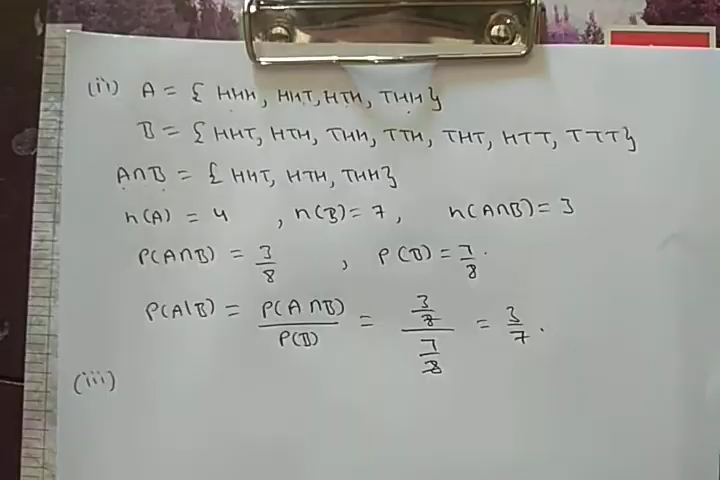 (ii) A = { HHH, HHT, HTH, THH}
B = { HHT, HTH, THH, TTH, THT, HTT, TTT}
A∩B = { HHT, HTH, THH}
n(A) = 4 , n(B) = 7, n(A∩B) = 3
P(A∩B) = 3/8 , P(B) = 7/8.
P(A|B) = P(A∩B)/P(B) = (3/8)/(7/8) = 3/7.
(iii)